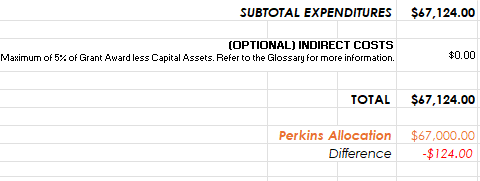 SUBTOTAL EXPENDITURES $67,124.00
(OPTIONAL) INDIRECT COSTS
Maximum of 5% of Grant Award less Capital Assets. Refer to the Glossary for more information. $0.00
TOTAL $67,124.00
Perkins Allocation $67,000.00
Difference -$124.00